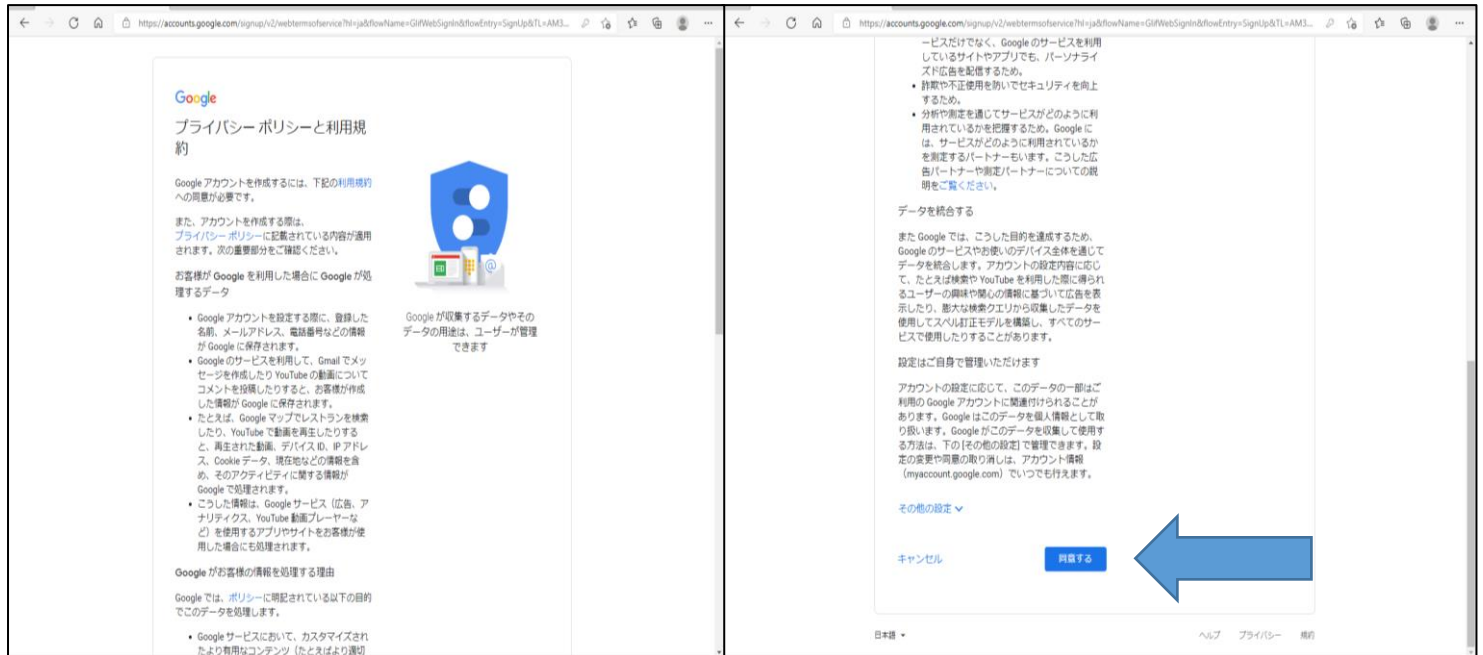 https://accounts.google.com/signup/v2/webtermsofservice?hl=ja&flowName=GlifWebSignIn&flowEntry=SignUp&TL=AM3...
Google
プライバシー ポリシーと利用規
約
Google アカウントを作成するには、下記の利用規約
への同意が必要です。
また、アカウントを作成する際は、
プライバシー ポリシーに記載されている内容が適用
されます。次の重要部分をご確認ください。
お客様が Google を利用した場合に Google が処
理するデータ
• Google アカウントを設定する際に、登録した
名前、メールアドレス、電話番号などの情報
が Google に保存されます。
• Google のサービスを利用して、Gmail でメッ
セージを作成したり YouTube の動画について
コメントを投稿したりすると、お客様が作成
した情報が Google に保存されます。
• たとえば、Google マップでレストランを検索
したり、YouTube で動画を再生したりする
と、再生された動画、デバイス ID、IP アドレ
ス、Cookie データ、現在地などの情報を含
め、そのアクティビティに関する情報が
Google で処理されます。
• こうした情報は、Google サービス（広告、ア
ナリティクス、YouTube 動画プレーヤーな
ど）を使用するアプリやサイトをお客様が使
用した場合にも処理されます。
Google がお客様の情報を処理する理由
Google では、ポリシーに明記されている以下の目的
でこのデータを処理します。
• Google サービスにおいて、カスタマイズされ
たより有用なコンテンツ（たとえばより適切
Google が収集するデータやその
データの用途は、ユーザーが管理
できます
https://accounts.google.com/signup/v2/webtermsofservice?hl=ja&flowName=GlifWebSignIn&flowEntry=SignUp&TL=AM3...
ービスだけでなく、Google のサービスを利用
しているサイトやアプリでも、パーソナライ
ズド広告を配信するため。
• 詐欺や不正使用を防いでセキュリティを向上
するため。
• 分析や測定を通じてサービスがどのように利
用されているかを把握するため。Google に
は、サービスがどのように利用されているか
を測定するパートナーもいます。こうした広
告パートナーや測定パートナーについての説
明をご覧ください。
データを統合する
また Google では、こうした目的を達成するため、
Google のサービスやお使いのデバイス全体を通じて
データを統合します。アカウントの設定内容に応じ
て、たとえば検索や YouTube を利用した際に得られ
るユーザーの興味や関心の情報に基づいて広告を表
示したり、膨大な検索クエリから収集したデータを
使用してスペル訂正モデルを構築し、すべてのサー
ビスで使用したりすることがあります。
設定はご自身で管理いただけます
アカウントの設定に応じて、このデータの一部はご
利用の Google アカウントに関連付けられることが
あります。Google はこのデータを個人情報として取
り扱います。Google がこのデータを収集して使用す
る方法は、下の [その他の設定] で管理できます。設
定の変更や同意の取り消しは、アカウント情報
（myaccount.google.com）でいつでも行えます。
その他の設定
キャンセル 同意する
日本語 ヘルプ プライバシー 規約